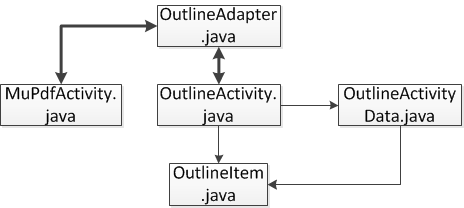 OutlineAdapter
.java
MuPdfActivity.
java
OutlineActivity.
java
OutlineActivity
Data.java
OutlineItem
.java